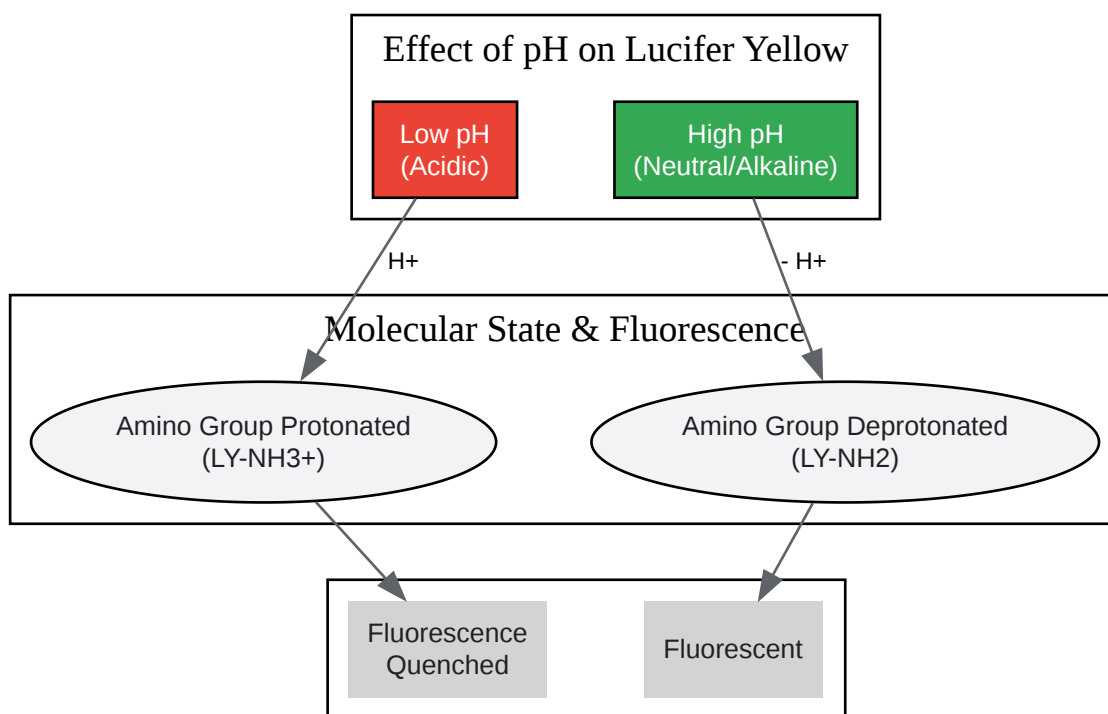 Effect of pH on Lucifer Yellow
Low pH
(Acidic)
High pH
(Neutral/Alkaline)
H+
- H+
Molecular State & Fluorescence
Amino Group Protonated
(LY-NH3+)
Amino Group Deprotonated
(LY-NH2)
Fluorescence
Quenched
Fluorescent